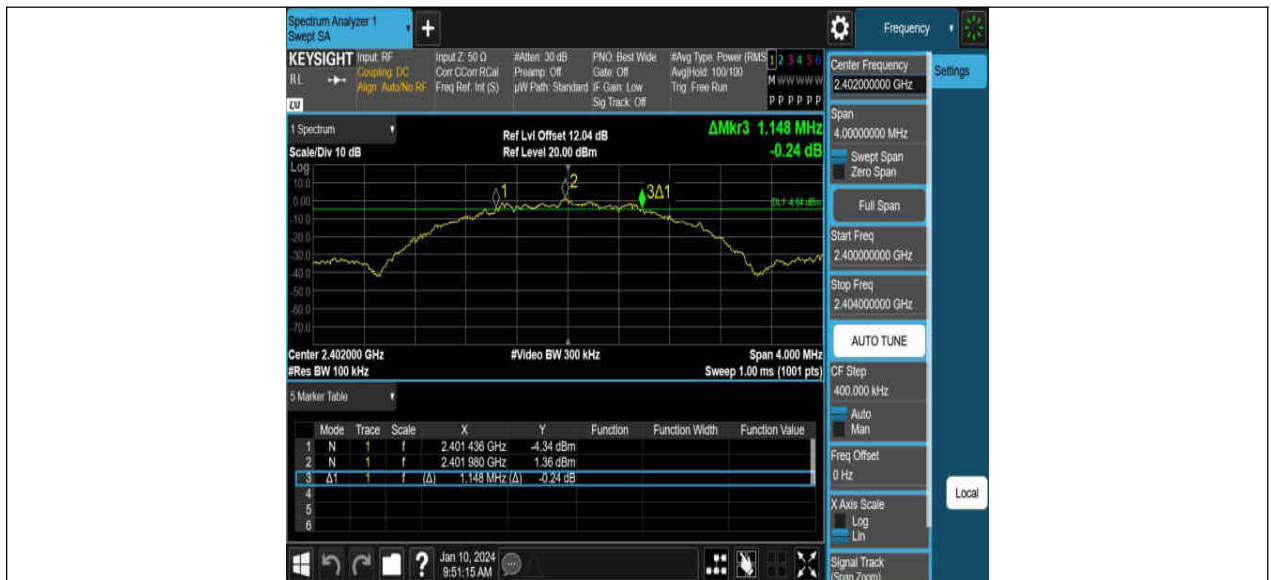 Spectrum Analyzer 1
Swept SA
+
Frequency
KEYSIGHT
RL
LXI
Input: RF
Coupling: DC
Align: Auto/No RF
Input Z: 50 Ω
Corr CCorr RCal
Freq Ref: Int (S)
#Atten: 30 dB
Preamp: Off
µW Path: Standard
PNO: Best Wide
Gate: Off
IF Gain: Low
Sig Track: Off
#Avg Type: Power (RMS
Avg|Hold: 100/100
Trig: Free Run
1 2 3 4 5 6
M W W W W W
P P P P P P
1 Spectrum
Scale/Div 10 dB
Ref Lvl Offset 12.04 dB
Ref Level 20.00 dBm
ΔMkr3 1.148 MHz
-0.24 dB
Log
10.0
0.00
-10.0
-20.0
-30.0
-40.0
-50.0
-60.0
-70.0
1
2
3Δ1
DL1 -4.64 dBm
Center 2.402000 GHz
#Video BW 300 kHz
Span 4.000 MHz
#Res BW 100 kHz
Sweep 1.00 ms (1001 pts)
5 Marker Table
Mode Trace Scale X Y Function Function Width Function Value
1 N 1 f 2.401 436 GHz -4.34 dBm
2 N 1 f 2.401 980 GHz 1.36 dBm
3 Δ1 1 f (Δ) 1.148 MHz (Δ) -0.24 dB
4
5
6
?
Jan 10, 2024
9:51:15 AM
Center Frequency
2.402000000 GHz
Settings
Span
4.00000000 MHz
Swept Span
Zero Span
Full Span
Start Freq
2.400000000 GHz
Stop Freq
2.404000000 GHz
AUTO TUNE
CF Step
400.000 kHz
Auto
Man
Freq Offset
0 Hz
X Axis Scale
Log
Lin
Local
Signal Track
(Span Zoom)